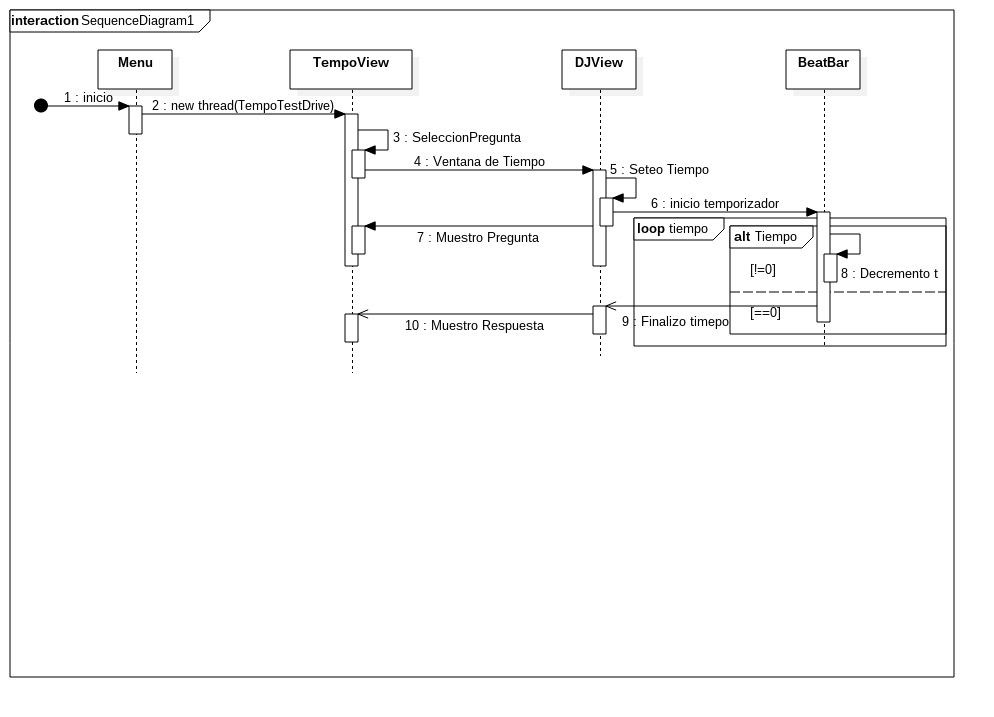 interaction SequenceDiagram1
Menu
TempoView
DJView
BeatBar
1 : inicio
2 : new thread(TempoTestDrive)
3 : SeleccionPregunta
4 : Ventana de Tiempo
5 : Seteo Tiempo
6 : inicio temporizador
loop tiempo
alt Tiempo
7 : Muestro Pregunta
[!=0]
8 : Decremento t
[==0]
9 : Finalizo timepo
10 : Muestro Respuesta